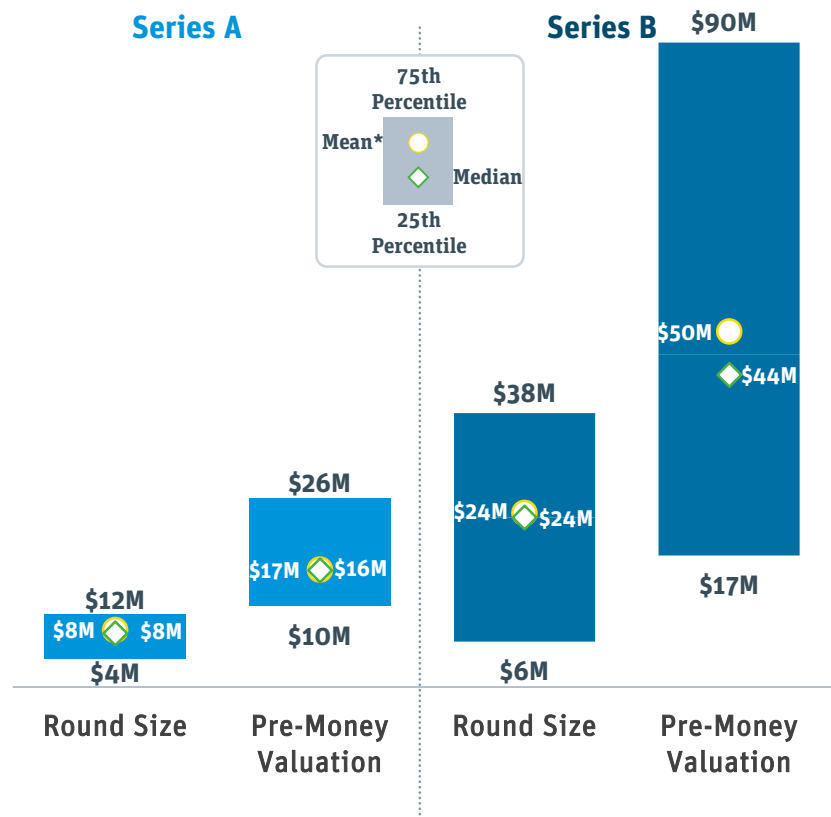 Series A
Series B
$90M
75th
Percentile
Mean*
Median
25th
Percentile
$50M
$44M
$38M
$26M
$24M
$24M
$17M
$16M
$17M
$12M
$8M
$8M
$10M
$4M
$6M
Round Size
Pre-Money
Valuation
Round Size
Pre-Money
Valuation